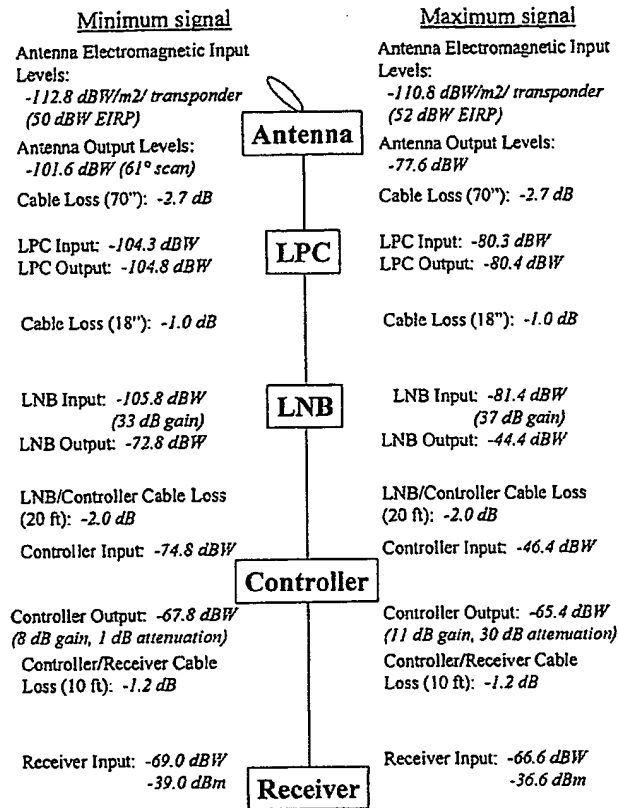 Minimum signal
Antenna Electromagnetic Input
Levels:
-112.8 dBW/m2/ transponder
(50 dBW EIRP)
Antenna Output Levels:
-101.6 dBW (61° scan)
Cable Loss (70"): -2.7 dB
LPC Input: -104.3 dBW
LPC Output: -104.8 dBW
Cable Loss (18"): -1.0 dB
LNB Input: -105.8 dBW
(33 dB gain)
LNB Output: -72.8 dBW
LNB/Controller Cable Loss
(20 ft): -2.0 dB
Controller Input: -74.8 dBW
Controller Output: -67.8 dBW
(8 dB gain, 1 dB attenuation)
Controller/Receiver Cable
Loss (10 ft): -1.2 dB
Receiver Input: -69.0 dBW
-39.0 dBm
Antenna
LPC
LNB
Controller
Receiver
Maximum signal
Antenna Electromagnetic Input
Levels:
-110.8 dBW/m2/ transponder
(52 dBW EIRP)
Antenna Output Levels:
-77.6 dBW
Cable Loss (70"): -2.7 dB
LPC Input: -80.3 dBW
LPC Output: -80.4 dBW
Cable Loss (18"): -1.0 dB
LNB Input: -81.4 dBW
(37 dB gain)
LNB Output: -44.4 dBW
LNB/Controller Cable Loss
(20 ft): -2.0 dB
Controller Input: -46.4 dBW
Controller Output: -65.4 dBW
(11 dB gain, 30 dB attenuation)
Controller/Receiver Cable
Loss (10 ft): -1.2 dB
Receiver Input: -66.6 dBW
-36.6 dBm